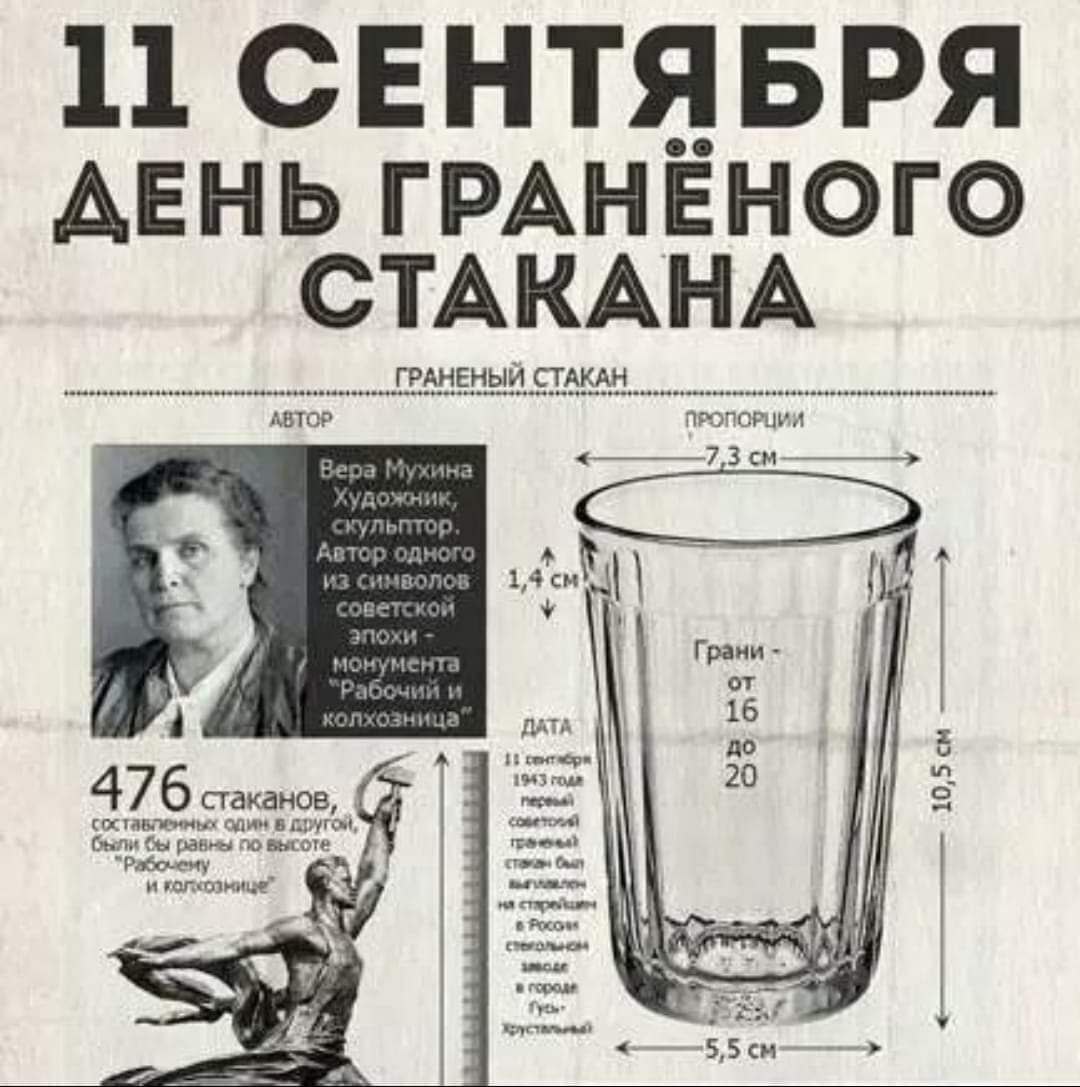 11 СЕНТЯБРЯ
ДЕНЬ ГРАНЁНОГО
СТАКАНА
ГРАНЕНЫЙ СТАКАН
АВТОР
Вера Мухина
Художник,
скульптор.
Автор одного
из символов
советской
эпохи -
монумента
"Рабочий и
колхозница"
476 стаканов,
составленных один в другой,
были бы равны по высоте
"Рабочему
и колхознице"
ДАТА
11 сентября
1943 года
первый
советский
граненый
стакан был
выплавлен
на старейшем
в России
стекольном
заводе
в городе
Гусь-
Хрустальный
ПРОПОРЦИИ
7,3 см
1,4 см
Грани -
от
16
до
20
10,5 см
5,5 см